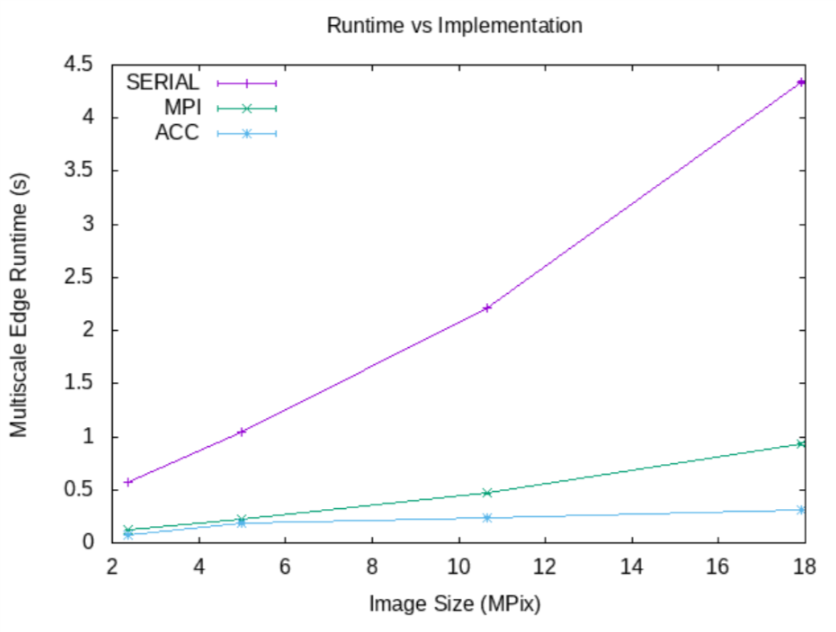 Runtime vs Implementation
Multiscale Edge Runtime (s)
4.5
4
3.5
3
2.5
2
1.5
1
0.5
0
SERIAL
MPI
ACC
2 4 6 8 10 12 14 16 18
Image Size (MPix)